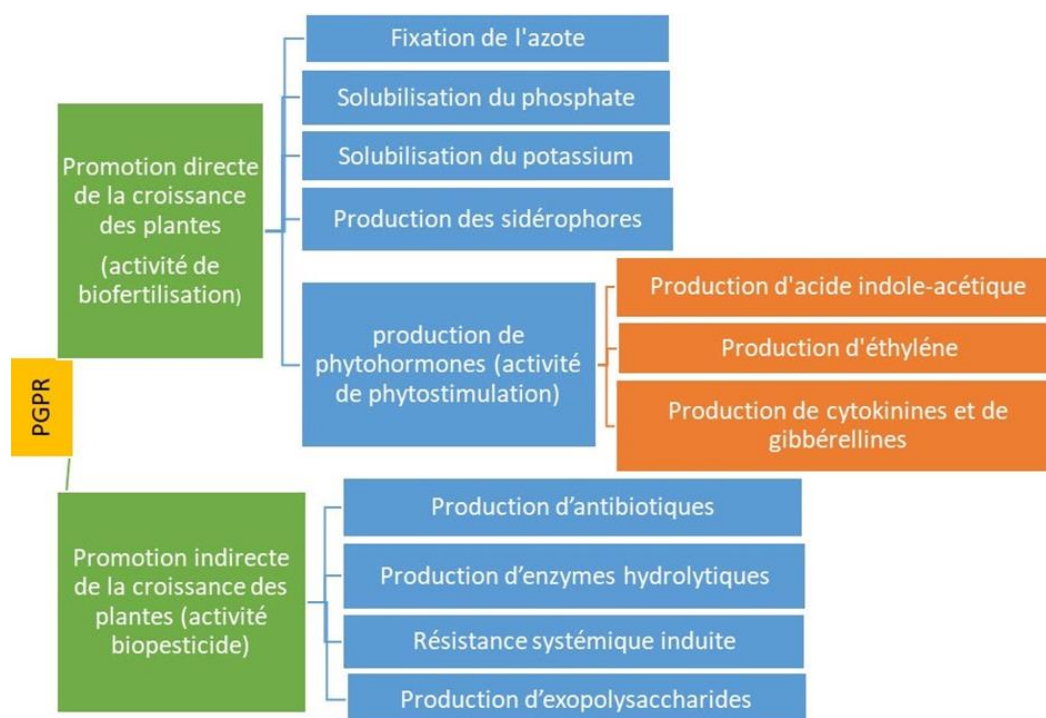 PGPR
Promotion directe
de la croissance
des plantes
(activité de
biofertilisation)
Fixation de l'azote
Solubilisation du phosphate
Solubilisation du potassium
Production des sidérophores
production de
phytohormones (activité
de phytostimulation)
Production d'acide indole-acétique
Production d'éthyléne
Production de cytokinines et de
gibbérellines
Promotion indirecte
de la croissance des
plantes (activité
biopesticide)
Production d’antibiotiques
Production d’enzymes hydrolytiques
Résistance systémique induite
Production d’exopolysaccharides